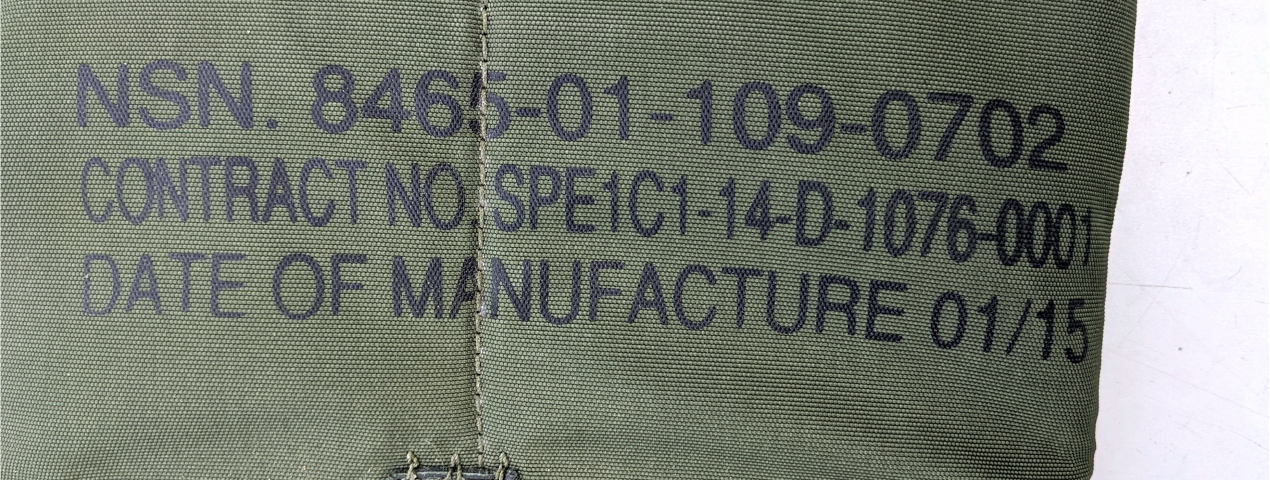 NSN. 8465-01-109-0702
CONTRACT NO. SPE1C1-14-D-1076-0001
DATE OF MANUFACTURE 01/15